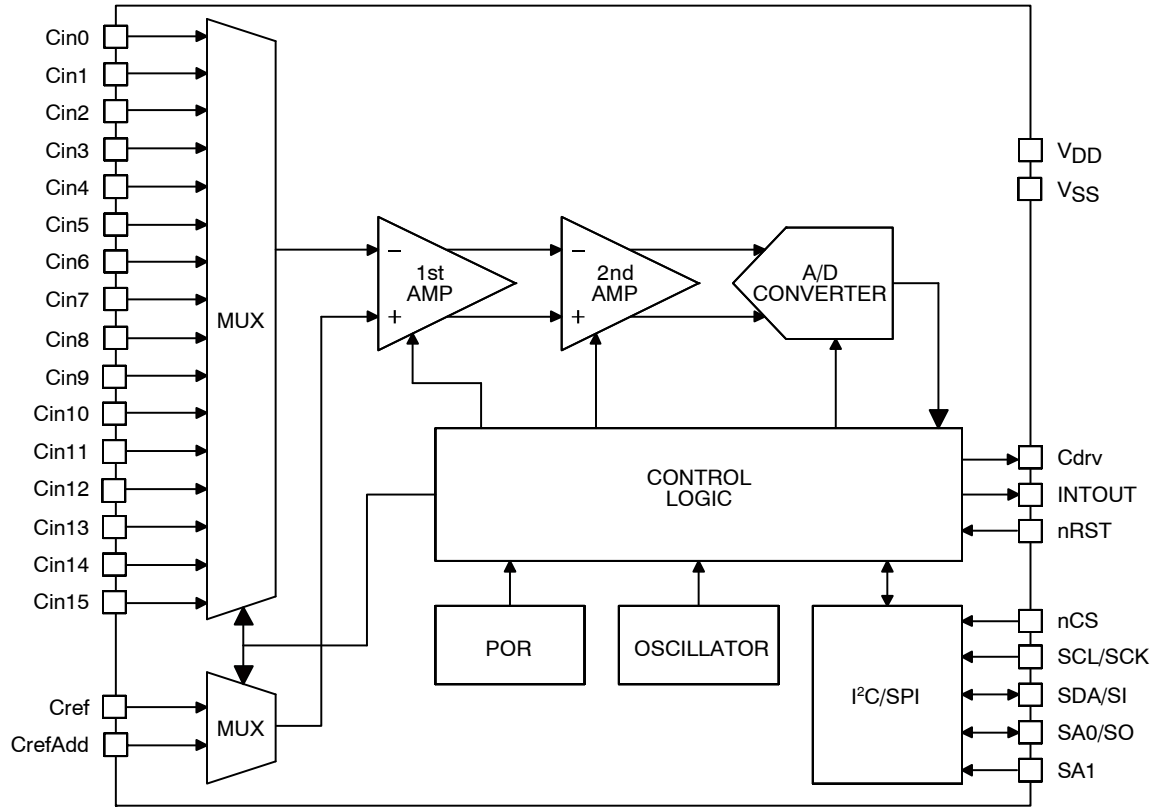 Cin0
Cin1
Cin2
Cin3
Cin4
Cin5
Cin6
Cin7
Cin8
Cin9
Cin10
Cin11
Cin12
Cin13
Cin14
Cin15
Cref
CrefAdd
MUX
MUX
−
+
1st
AMP
−
+
2nd
AMP
A/D
CONVERTER
CONTROL
LOGIC
POR
OSCILLATOR
I²C/SPI
VDD
VSS
Cdrv
INTOUT
nRST
nCS
SCL/SCK
SDA/SI
SA0/SO
SA1